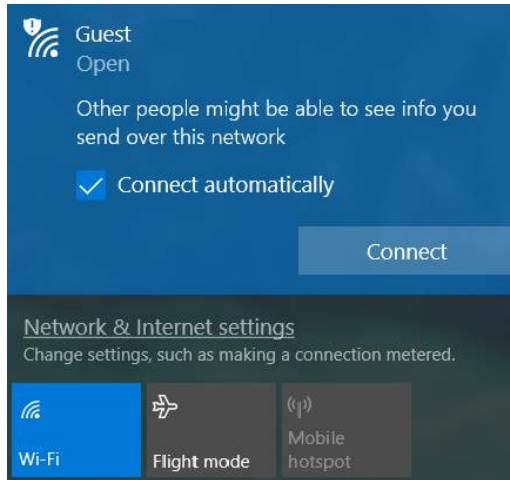 Guest
Open
Other people might be able to see info you
send over this network
Connect automatically
Connect
Network & Internet settings
Change settings, such as making a connection metered.
Wi-Fi
Flight mode
Mobile
hotspot